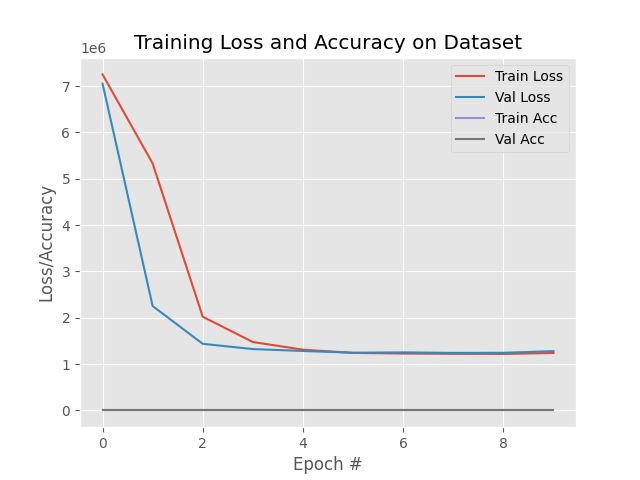 Training Loss and Accuracy on Dataset
1e6
Train Loss
Val Loss
Train Acc
Val Acc
7
6
5
4
3
2
1
0
Loss/Accuracy
0 2 4 6 8
Epoch #